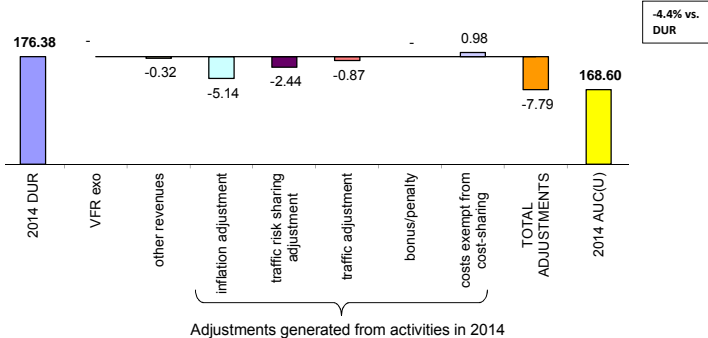 -4.4% vs.
DUR
176.38
-
-0.32
-5.14
-2.44
-0.87
-
0.98
-7.79
168.60
2014 DUR
VFR exo
other revenues
inflation adjustment
traffic risk sharing
adjustment
traffic adjustment
bonus/penalty
costs exempt from
cost-sharing
TOTAL
ADJUSTMENTS
2014 AUC(U)
Adjustments generated from activities in 2014